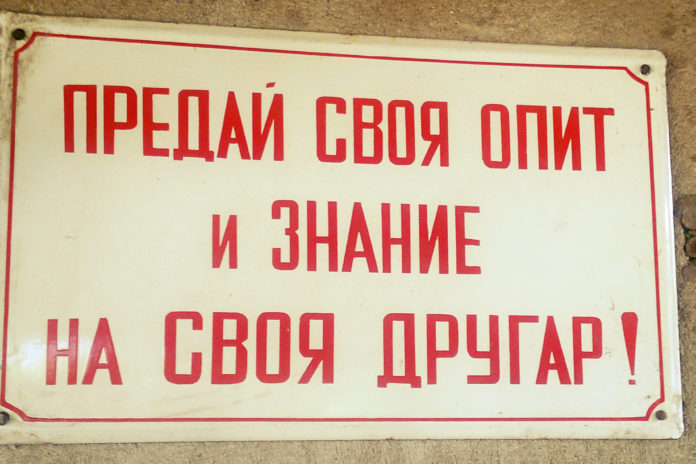 ПРЕДАЙ СВОЯ ОПИТ
и ЗНАНИЕ
НА СВОЯ ДРУГАР!